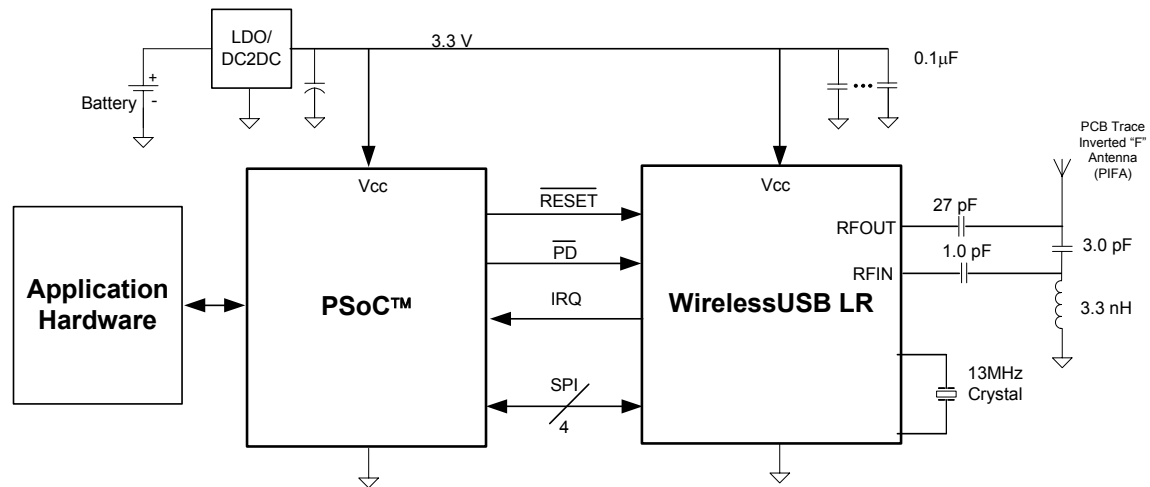 LDO/
DC2DC
3.3 V
0.1μF
+
-
Battery
PCB Trace
Inverted “F”
Antenna
(PIFA)
Vcc
Vcc
RESET
27 pF
RFOUT
PD
3.0 pF
1.0 pF
RFIN
Application
Hardware
PSoC™
IRQ
WirelessUSB LR
3.3 nH
SPI
4
13MHz
Crystal